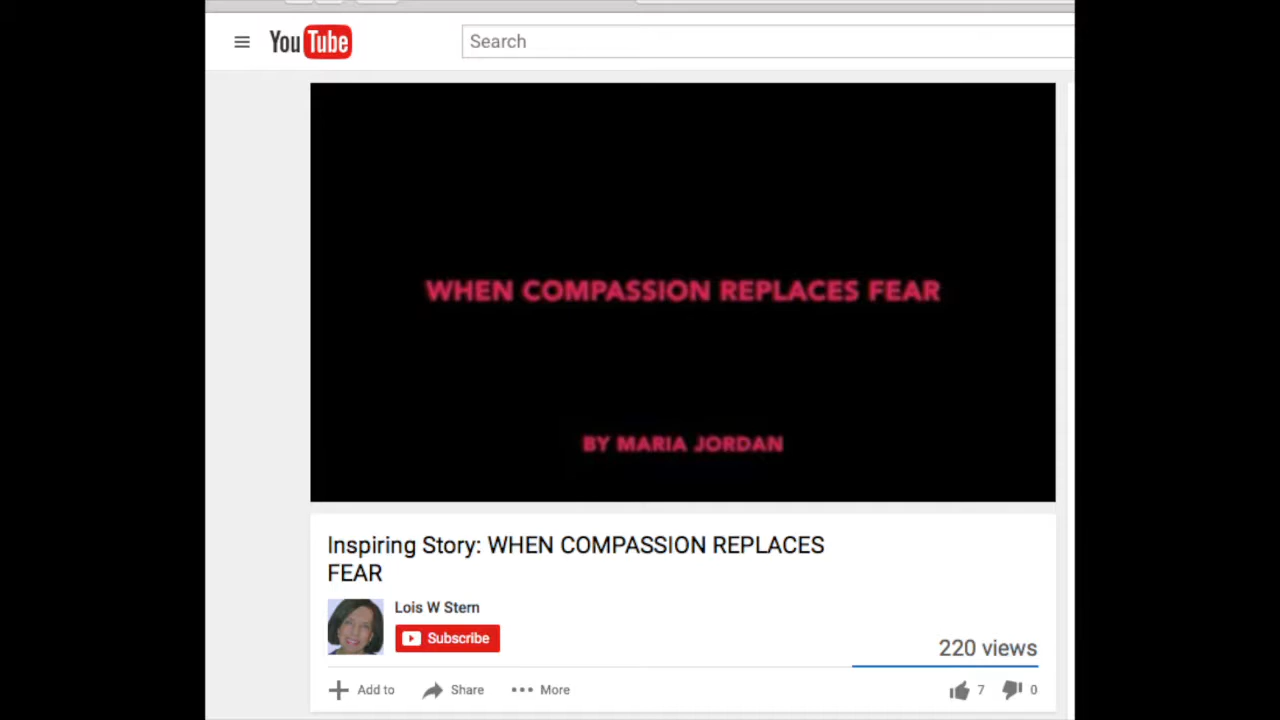 YouTube
Search
WHEN COMPASSION REPLACES FEAR
BY MARIA JORDAN
Inspiring Story: WHEN COMPASSION REPLACES
FEAR
Lois W Stern
Subscribe
220 views
Add to Share More 7 0